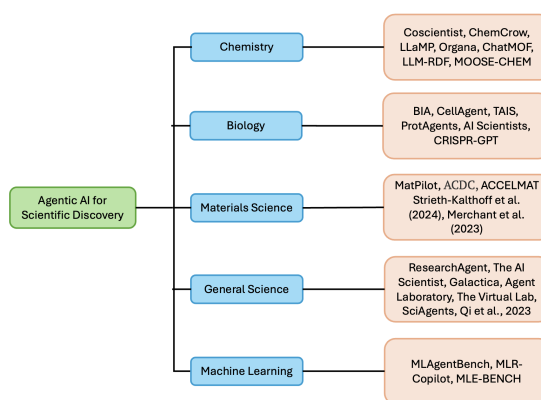 Agentic AI for
Scientific Discovery
Chemistry
Coscientist, ChemCrow,
LLaMP, Organa, ChatMOF,
LLM-RDF, MOOSE-CHEM
Biology
BIA, CellAgent, TAIS,
ProtAgents, AI Scientists,
CRISPR-GPT
Materials Science
MatPilot, ACDC, ACCELMAT
Strieth-Kalthoff et al.
(2024), Merchant et al.
(2023)
General Science
ResearchAgent, The AI
Scientist, Galactica, Agent
Laboratory, The Virtual Lab,
SciAgents, Qi et al., 2023
Machine Learning
MLAgentBench, MLR-
Copilot, MLE-BENCH